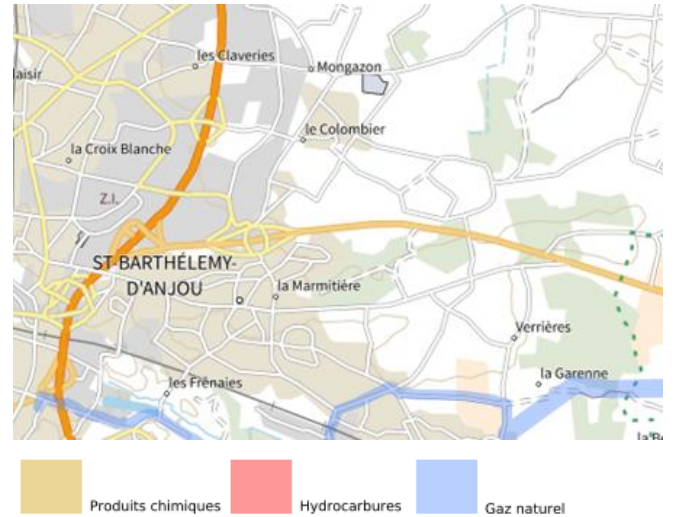 les Claveries
Mongazon
laisir
le Colombier
la Croix Blanche
Z.I.
ST-BARTHÉLEMY-
D'ANJOU
la Marmitière
Verrières
la Garenne
les Frênaies
Produits chimiques
Hydrocarbures
Gaz naturel